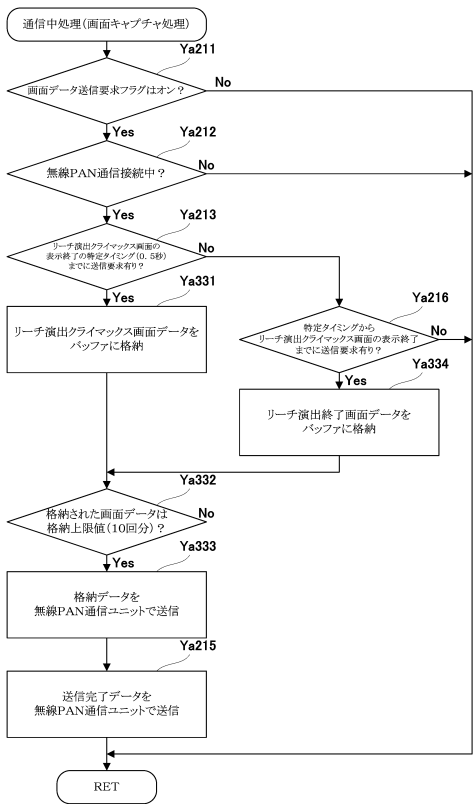 通信中処理(画面キャプチャ処理)
Ya211
画面データ送信要求フラグはオン?
No
Yes
Ya212
無線PAN通信接続中?
No
Yes
Ya213
リーチ演出クライマックス画面の
表示終了の特定タイミング(0.5秒)
までに送信要求有り?
No
Yes
Ya331
リーチ演出クライマックス画面データを
バッファに格納
Ya216
特定タイミングから
リーチ演出クライマックス画面の表示終了
までに送信要求有り?
No
Yes
Ya334
リーチ演出終了画面データを
バッファに格納
Ya332
格納された画面データは
格納上限値(10回分)?
No
Yes
Ya333
格納データを
無線PAN通信ユニットで送信
Ya215
送信完了データを
無線PAN通信ユニットで送信
RET